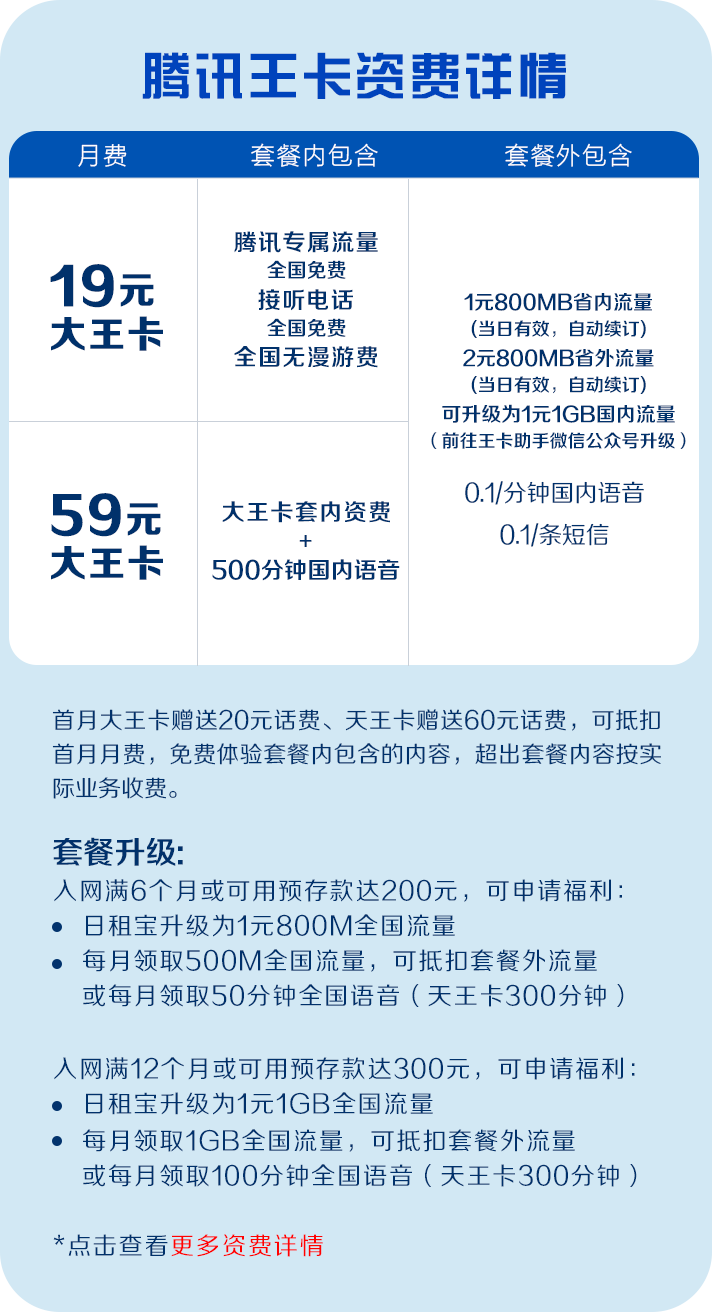 腾讯王卡资费详情
月费
套餐内包含
套餐外包含
19元
大王卡
腾讯专属流量
全国免费
接听电话
全国免费
全国无漫游费
1元800MB省内流量
(当日有效，自动续订)
2元800MB省外流量
(当日有效，自动续订)
可升级为1元1GB国内流量
（前往王卡助手微信公众号升级）
0.1/分钟国内语音
0.1/条短信
59元
大王卡
大王卡套内资费
+
500分钟国内语音
首月大王卡赠送20元话费、天王卡赠送60元话费，可抵扣
首月月费，免费体验套餐内包含的内容，超出套餐内容按实
际业务收费。
套餐升级:
入网满6个月或可用预存款达200元，可申请福利：
● 日租宝升级为1元800M全国流量
● 每月领取500M全国流量，可抵扣套餐外流量
或每月领取50分钟全国语音（天王卡300分钟）
入网满12个月或可用预存款达300元，可申请福利：
● 日租宝升级为1元1GB全国流量
● 每月领取1GB全国流量，可抵扣套餐外流量
或每月领取100分钟全国语音（天王卡300分钟）
*点击查看更多资费详情